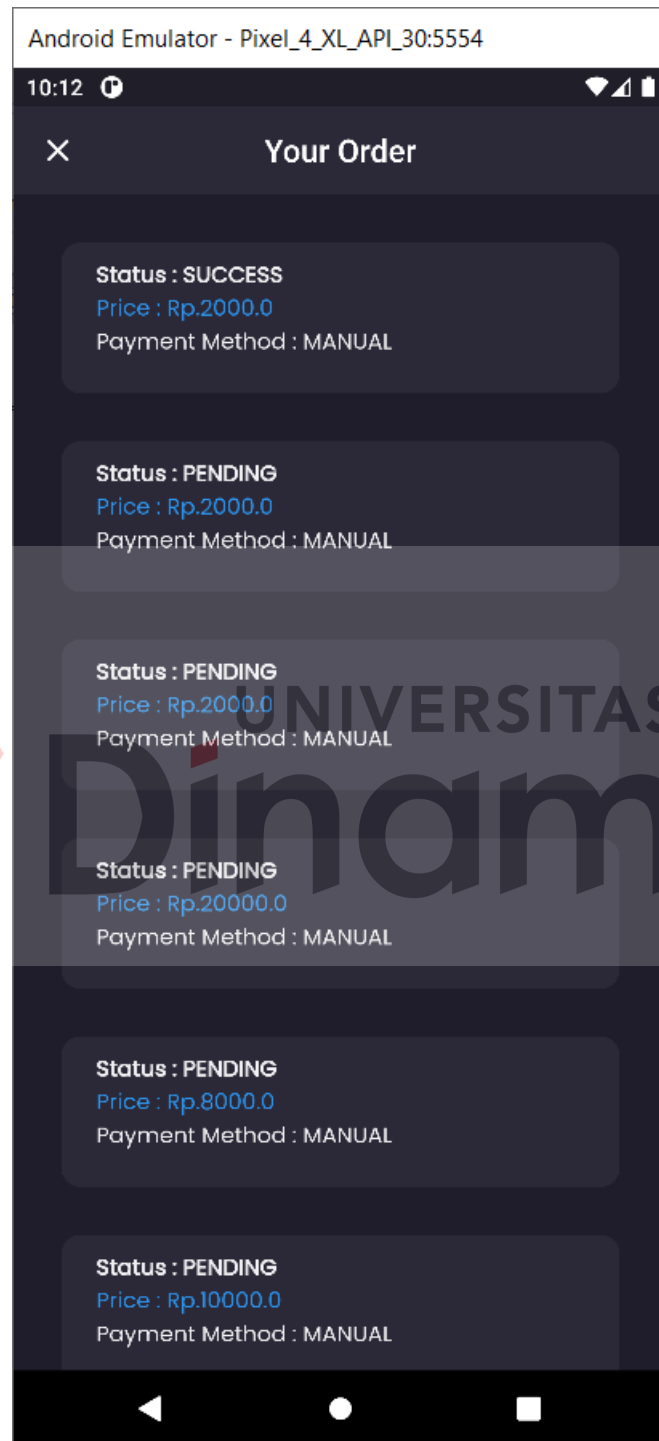 Android Emulator - Pixel_4_XL_API_30:5554
10:12
Your Order
Status : SUCCESS
Price : Rp.2000.0
Payment Method : MANUAL
Status : PENDING
Price : Rp.2000.0
Payment Method : MANUAL
Status : PENDING
Price : Rp.2000.0
Payment Method : MANUAL
UNIVERSITAS
Dinam
Status : PENDING
Price : Rp.20000.0
Payment Method : MANUAL
Status : PENDING
Price : Rp.8000.0
Payment Method : MANUAL
Status : PENDING
Price : Rp.10000.0
Payment Method : MANUAL